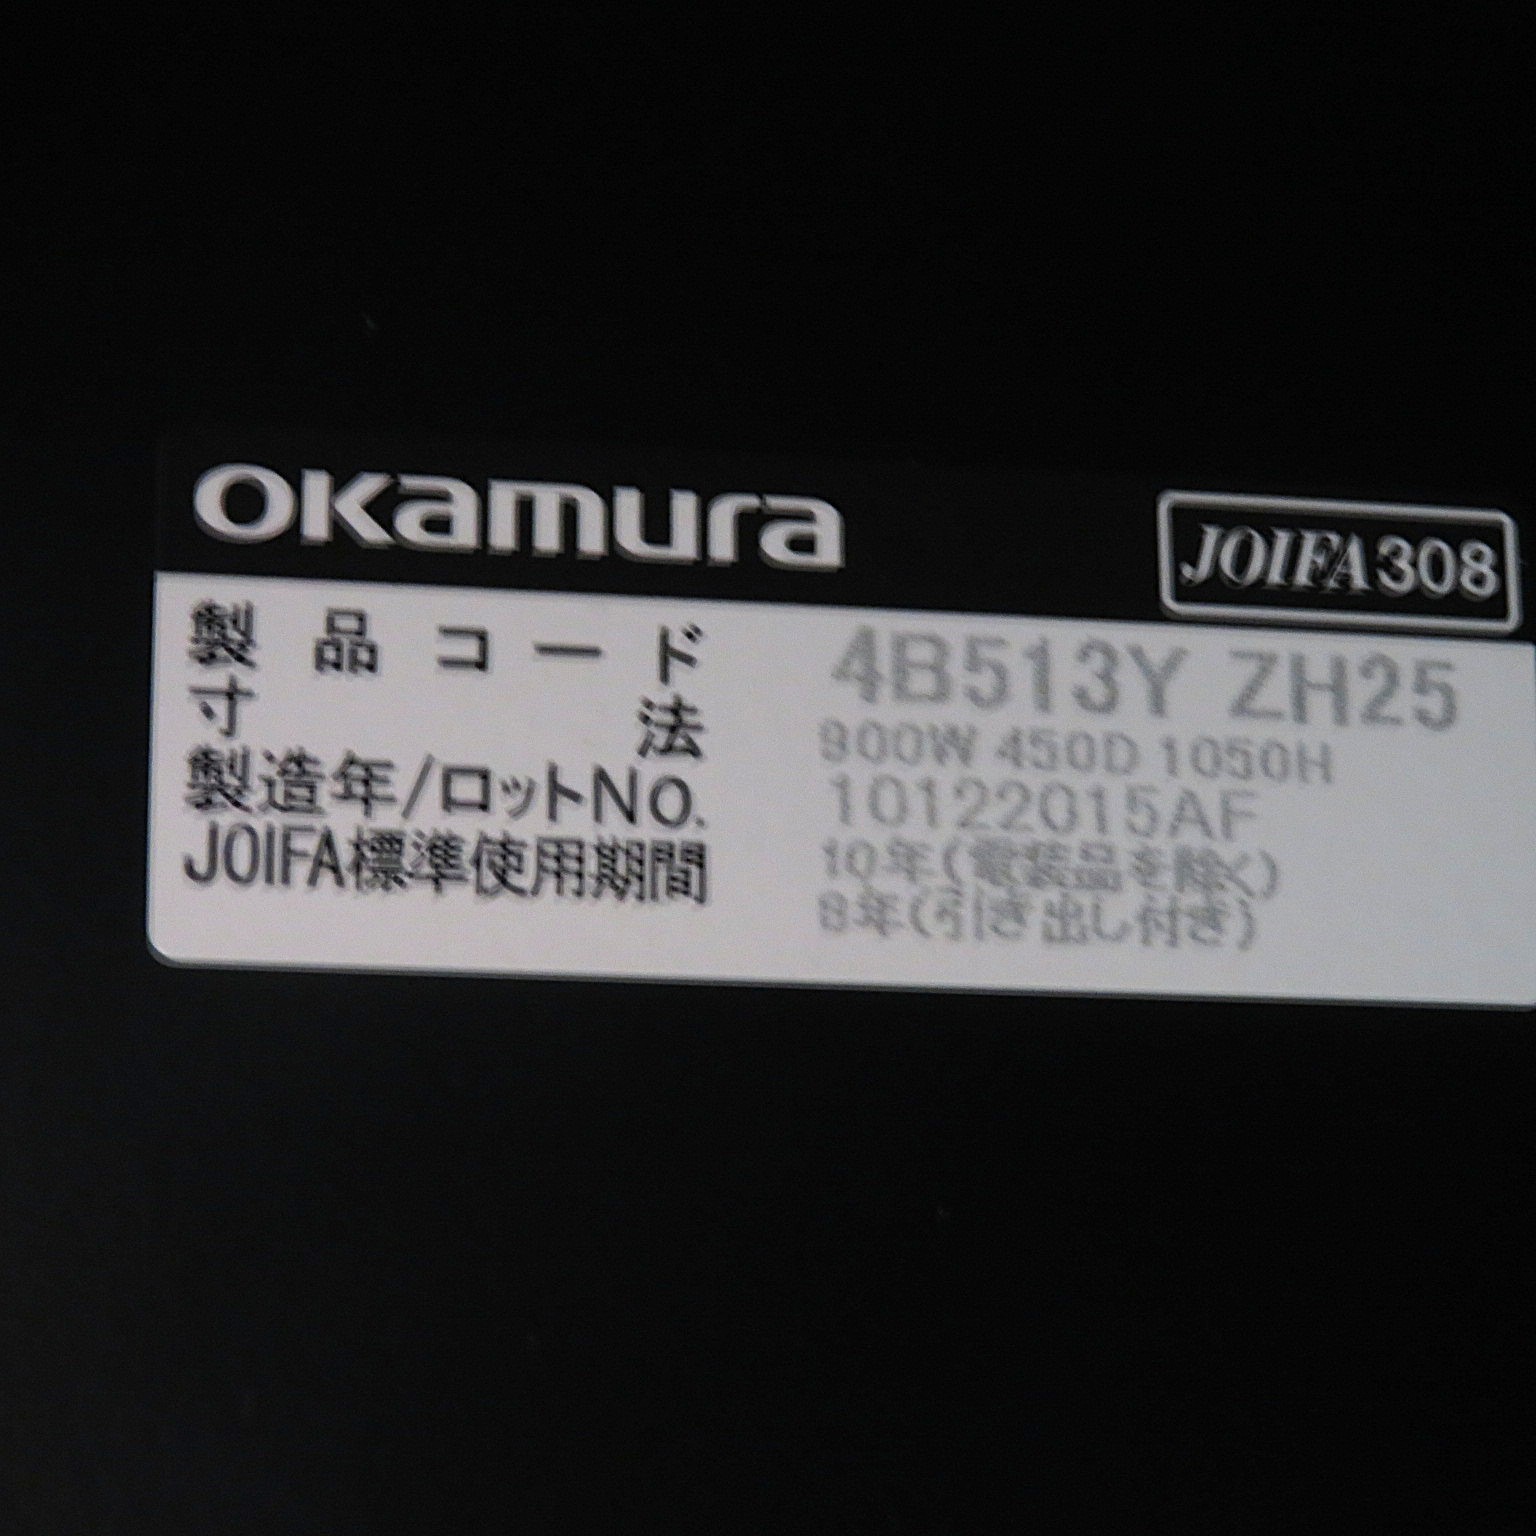 okamura
JOIFA308
製品コード 4B513Y ZH25
寸法 900W 450D 1050H
製造年/ロットNo. 10122015AF
JOIFA標準使用期間 10年(電装品を除く)
8年(引き出し付き)